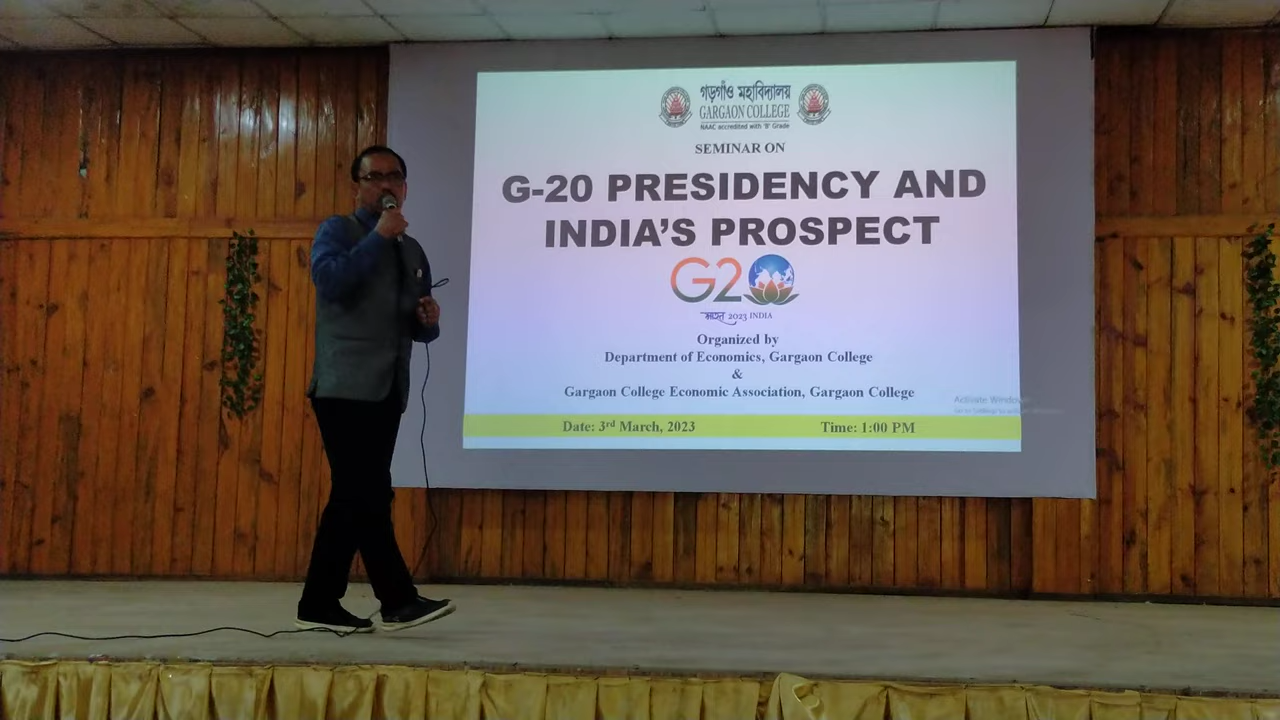 গড়গাঁও মহাবিদ্যালয়
GARGAON COLLEGE
NAAC accredited with 'B' Grade
SEMINAR ON
G-20 PRESIDENCY AND
INDIA'S PROSPECT
G20
भारत 2023 INDIA
Organized by
Department of Economics, Gargaon College
&
Gargaon College Economic Association, Gargaon College
Activate Windows
Date: 3rd March, 2023 Time: 1:00 PM